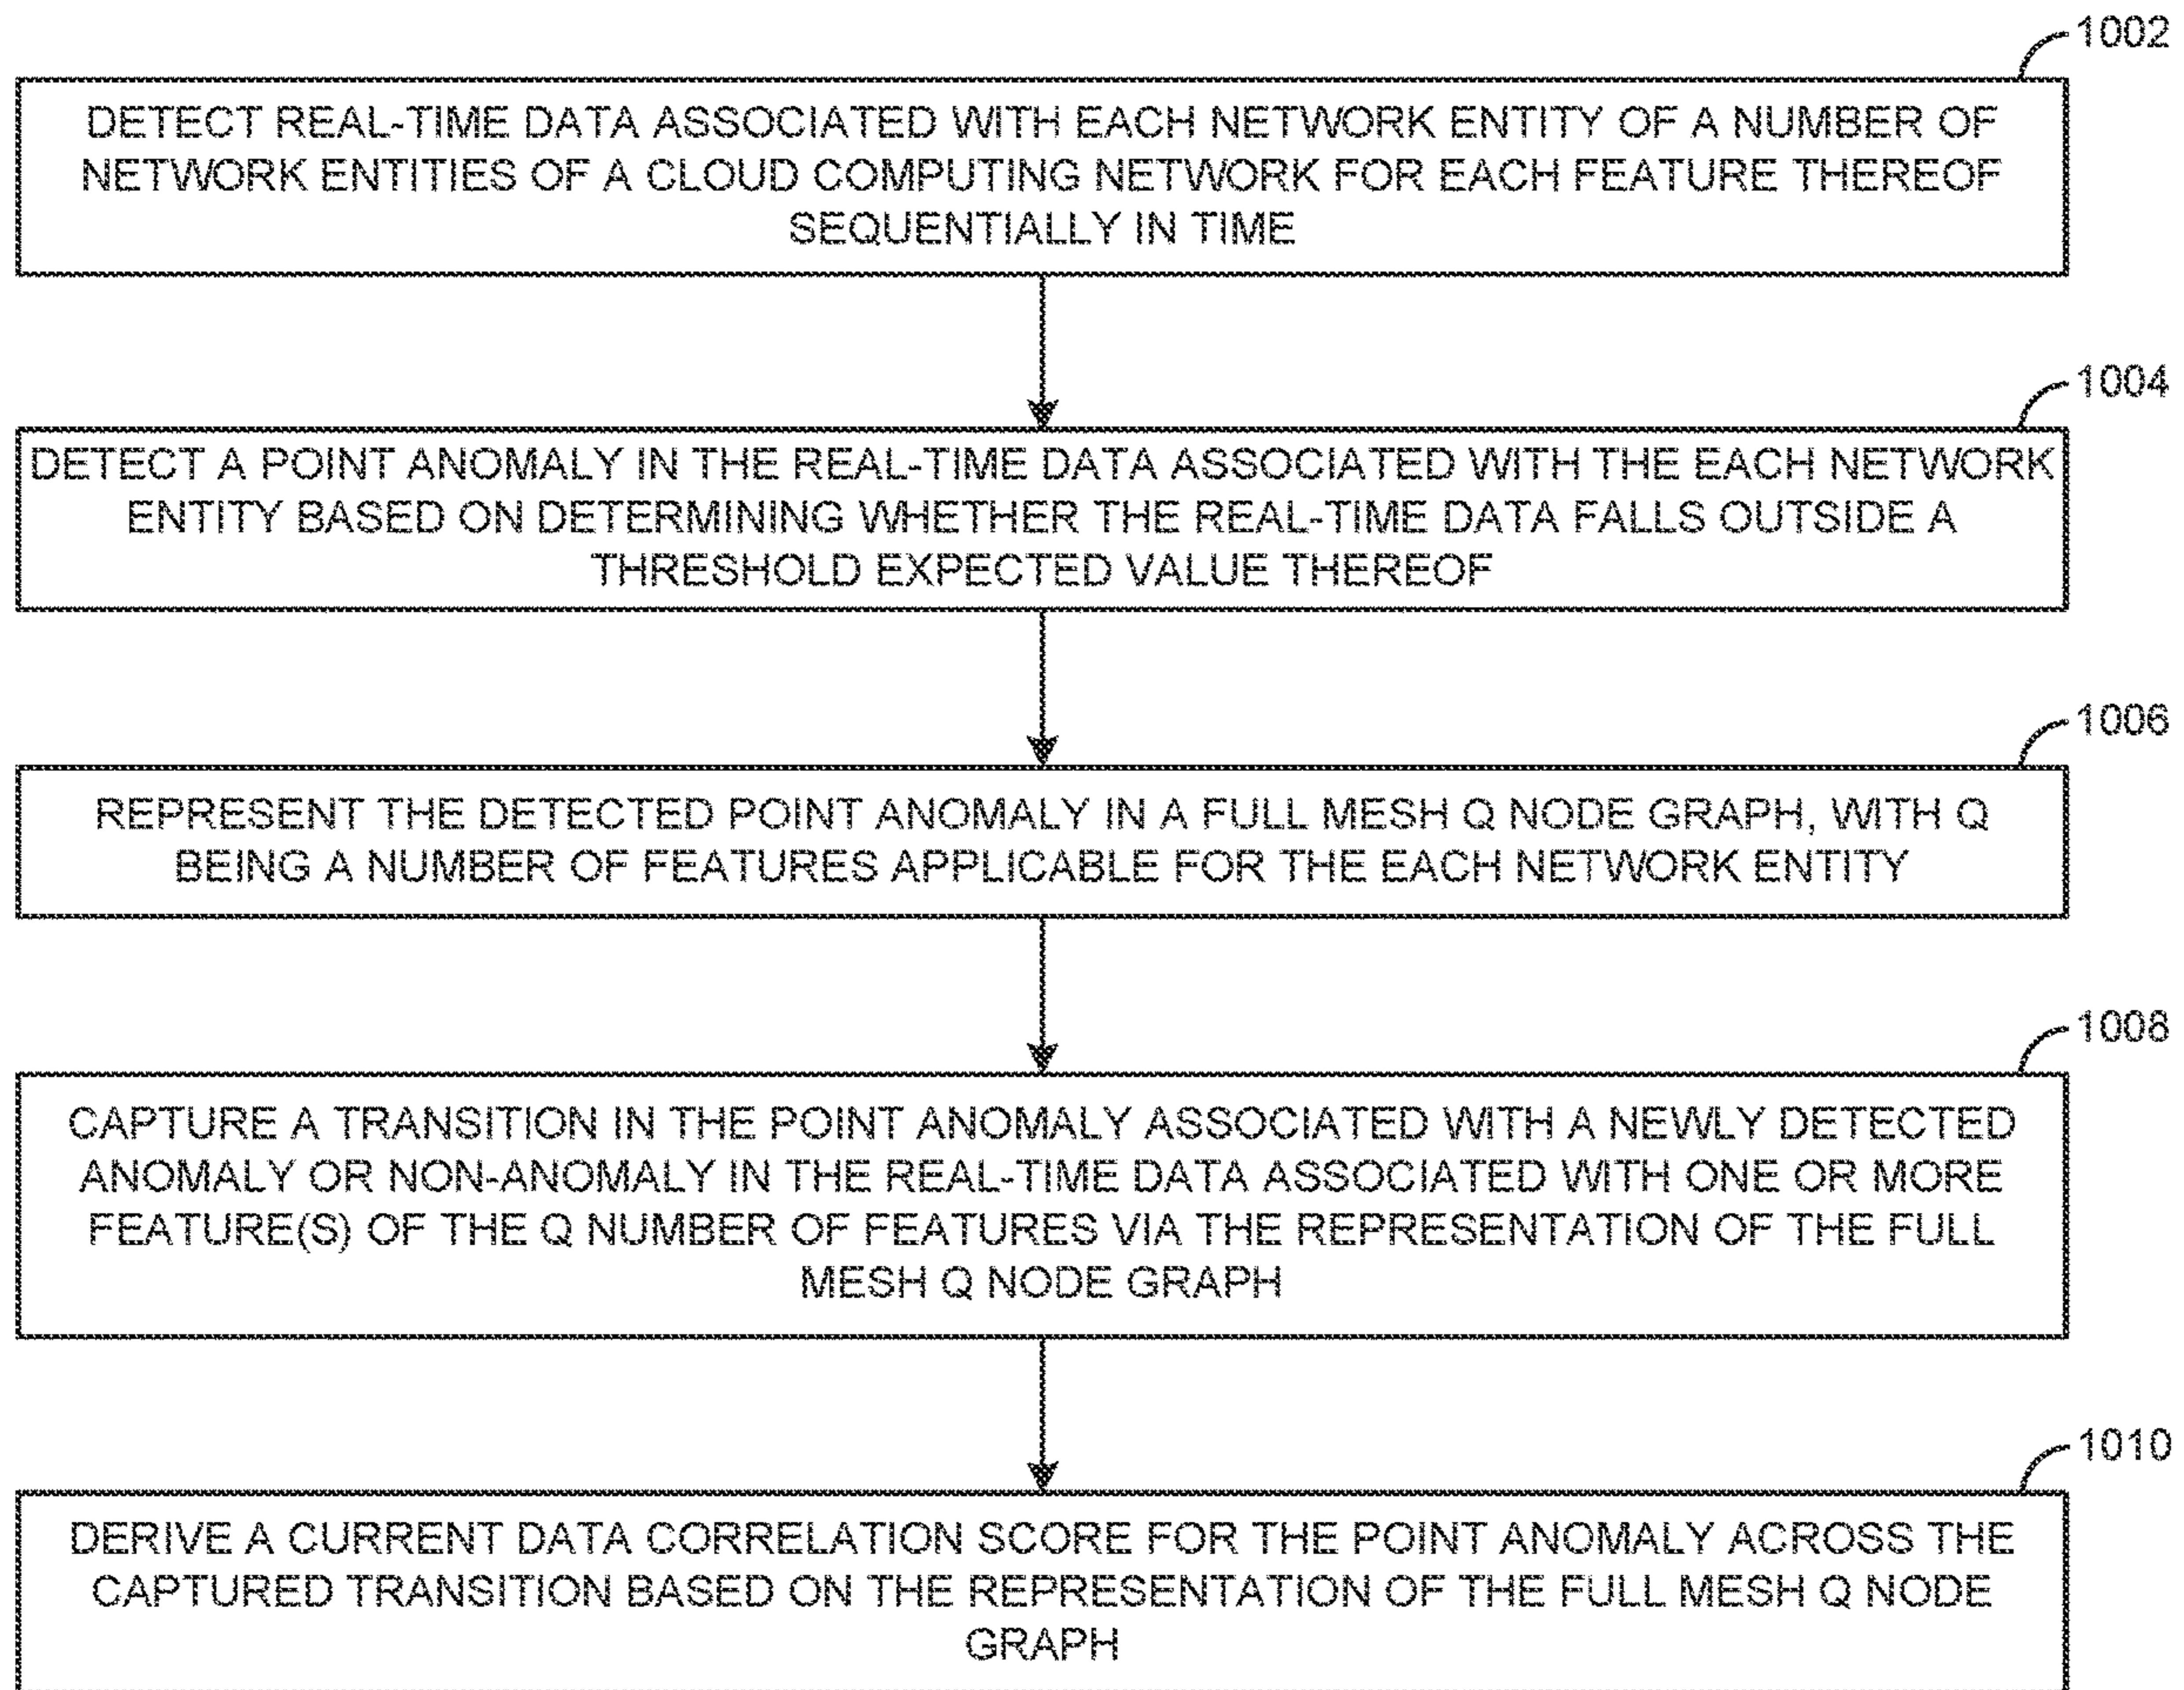 1002
DETECT REAL-TIME DATA ASSOCIATED WITH EACH NETWORK ENTITY OF A NUMBER OF
NETWORK ENTITIES OF A CLOUD COMPUTING NETWORK FOR EACH FEATURE THEREOF
SEQUENTIALLY IN TIME
1004
DETECT A POINT ANOMALY IN THE REAL-TIME DATA ASSOCIATED WITH THE EACH NETWORK
ENTITY BASED ON DETERMINING WHETHER THE REAL-TIME DATA FALLS OUTSIDE A
THRESHOLD EXPECTED VALUE THEREOF
1006
REPRESENT THE DETECTED POINT ANOMALY IN A FULL MESH Q NODE GRAPH, WITH Q
BEING A NUMBER OF FEATURES APPLICABLE FOR THE EACH NETWORK ENTITY
1008
CAPTURE A TRANSITION IN THE POINT ANOMALY ASSOCIATED WITH A NEWLY DETECTED
ANOMALY OR NON-ANOMALY IN THE REAL-TIME DATA ASSOCIATED WITH ONE OR MORE
FEATURE(S) OF THE Q NUMBER OF FEATURES VIA THE REPRESENTATION OF THE FULL
MESH Q NODE GRAPH
1010
DERIVE A CURRENT DATA CORRELATION SCORE FOR THE POINT ANOMALY ACROSS THE
CAPTURED TRANSITION BASED ON THE REPRESENTATION OF THE FULL MESH Q NODE
GRAPH